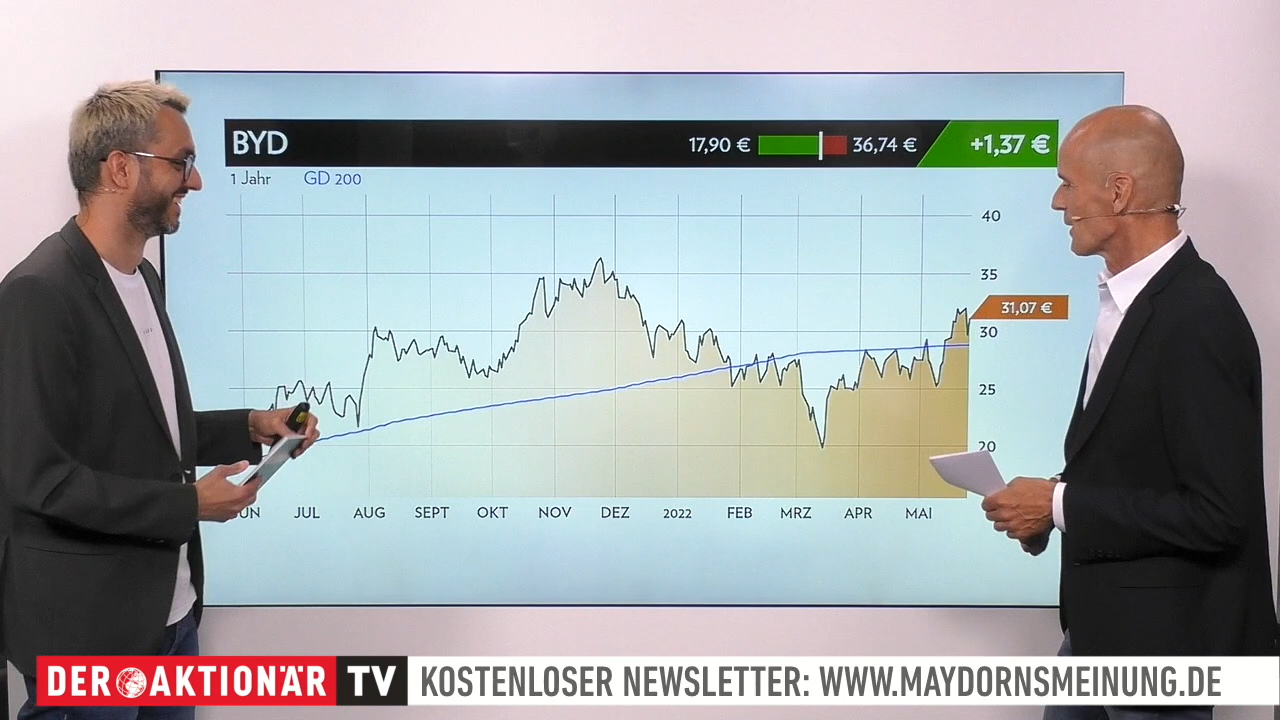 BYD 17,90 € 36,74 € +1,37 €
1 Jahr GD 200
40
35
31,07 €
30
25
20
JUN JUL AUG SEPT OKT NOV DEZ 2022 FEB MRZ APR MAI
DER AKTIONÄR TV KOSTENLOSER NEWSLETTER: WWW.MAYDORNSMEINUNG.DE